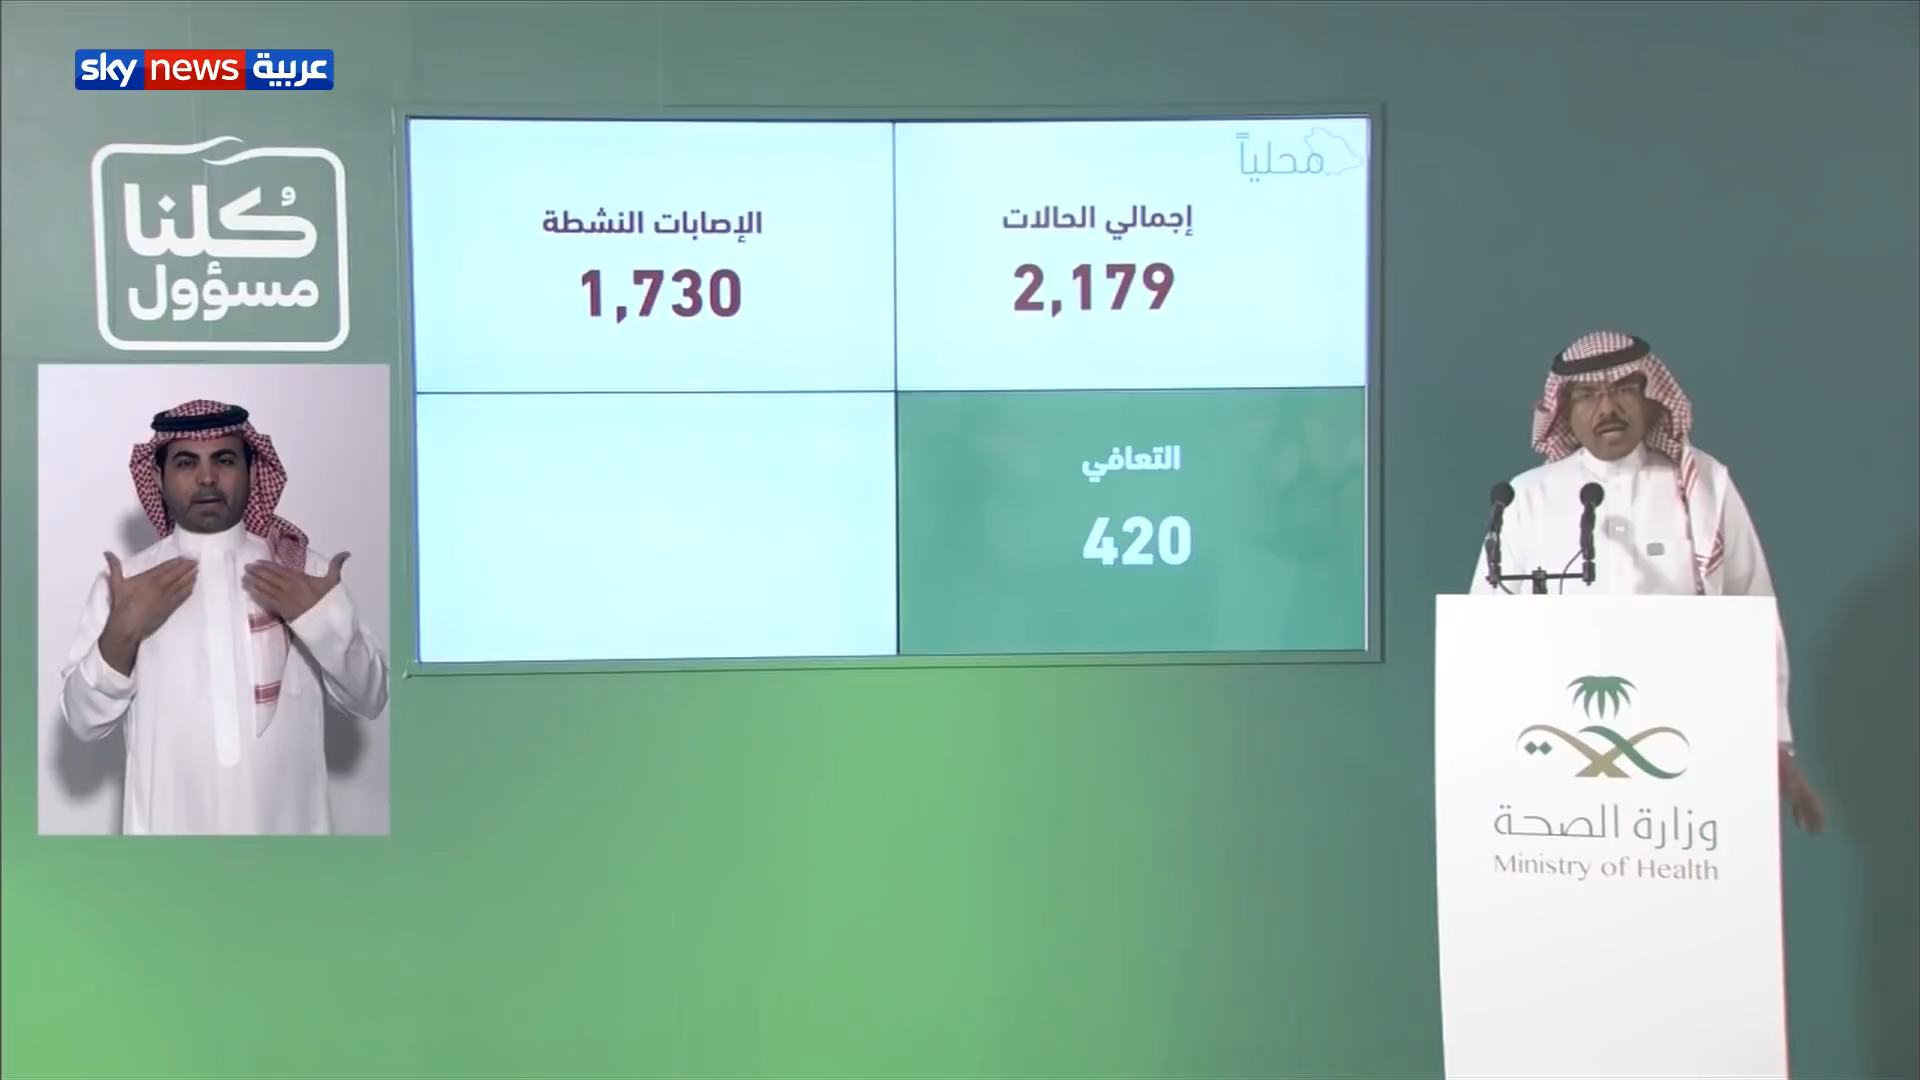 sky news عربية
كُلنا
مسؤول
محلياً
إجمالي الحالات
2,179
الإصابات النشطة
1,730
التعافي
420
وزارة الصحة
Ministry of Health